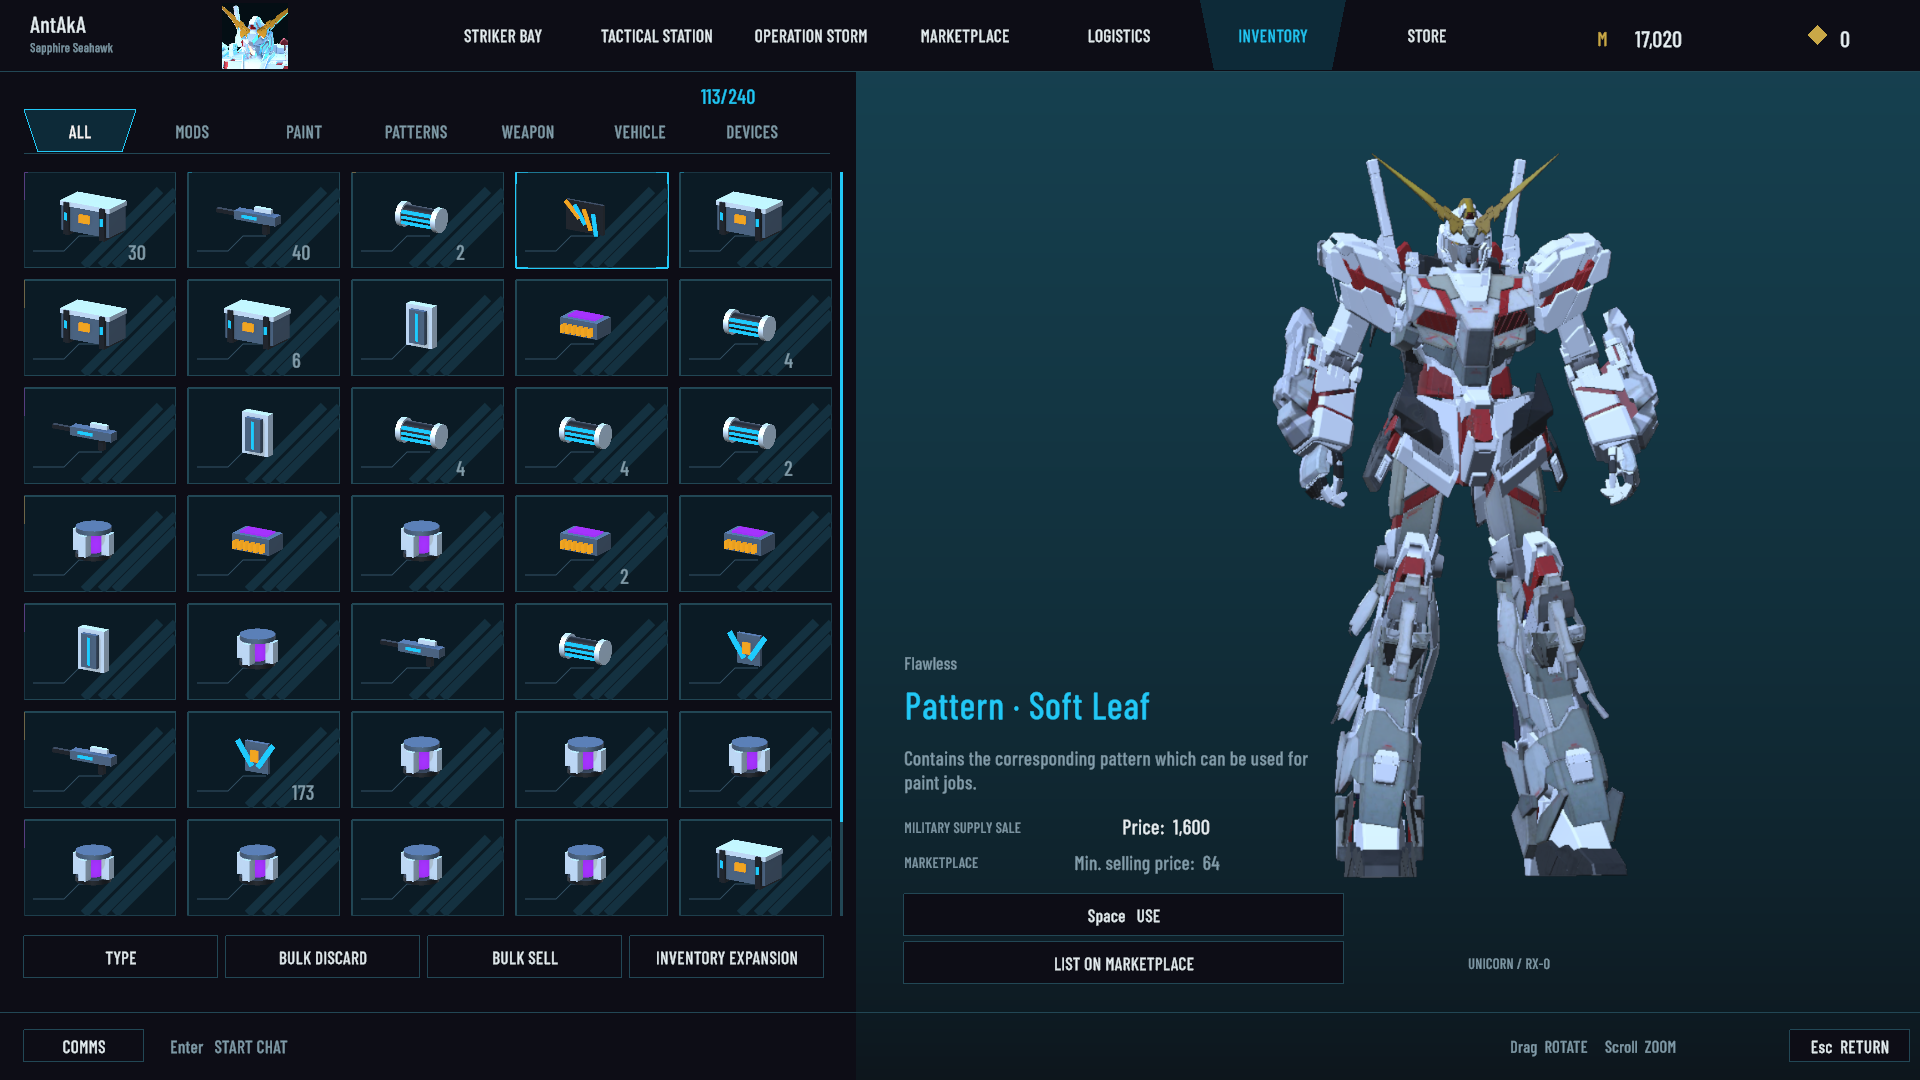 AntAkA
Sapphire Seahawk
STRIKER BAY
TACTICAL STATION
OPERATION STORM
MARKETPLACE
LOGISTICS
INVENTORY
STORE
M 17,020
0
113/240
ALL
MODS
PAINT
PATTERNS
WEAPON
VEHICLE
DEVICES
30
40
2
6
4
4
4
2
2
173
Flawless
Pattern · Soft Leaf
Contains the corresponding pattern which can be used for
paint jobs.
MILITARY SUPPLY SALE Price: 1,600
MARKETPLACE Min. selling price: 64
Space USE
LIST ON MARKETPLACE
UNICORN / RX-0
TYPE
BULK DISCARD
BULK SELL
INVENTORY EXPANSION
COMMS
Enter START CHAT
Drag ROTATE
Scroll ZOOM
Esc RETURN